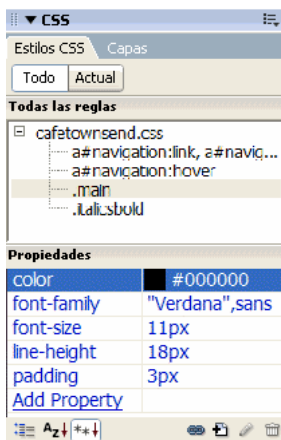 CSS
Estilos CSS Capas
Todo Actual
Todas las reglas
cafetownsend.css
a#navigation:link, a#navig...
a#navigation:hover
.main
.italicsbold
Propiedades
color #000000
font-family "Verdana",sans
font-size 11px
line-height 18px
padding 3px
Add Property
AZ **